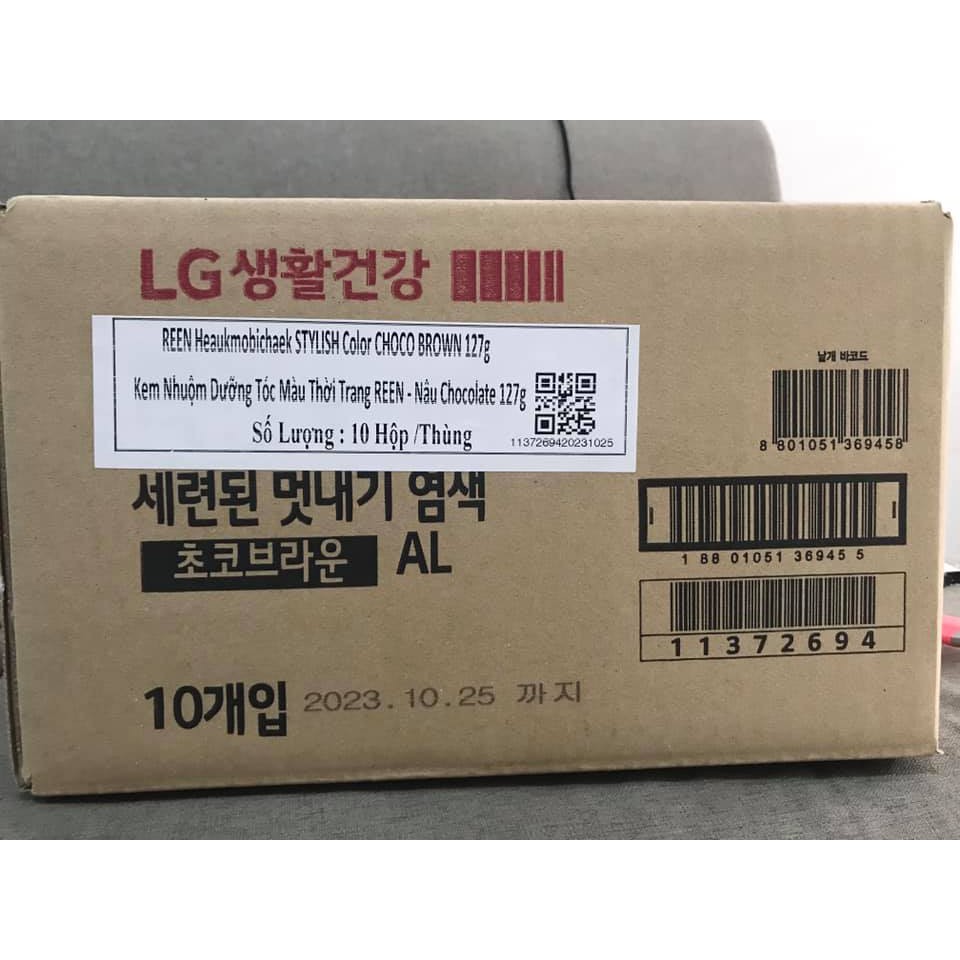 LG 생활건강
REEN Heaukmobichaek STYLISH Color CHOCO BROWN 127g
Kem Nhuộm Dưỡng Tóc Màu Thời Trang REEN - Nâu Chocolate 127g
Số Lượng : 10 Hộp /Thùng
1137269420231025
낱개 바코드
8 801051 369458
세련된 멋내기 염색
초코브라운 AL
1 88 01051 36945 5
11372694
10개입 2023.10.25 까지